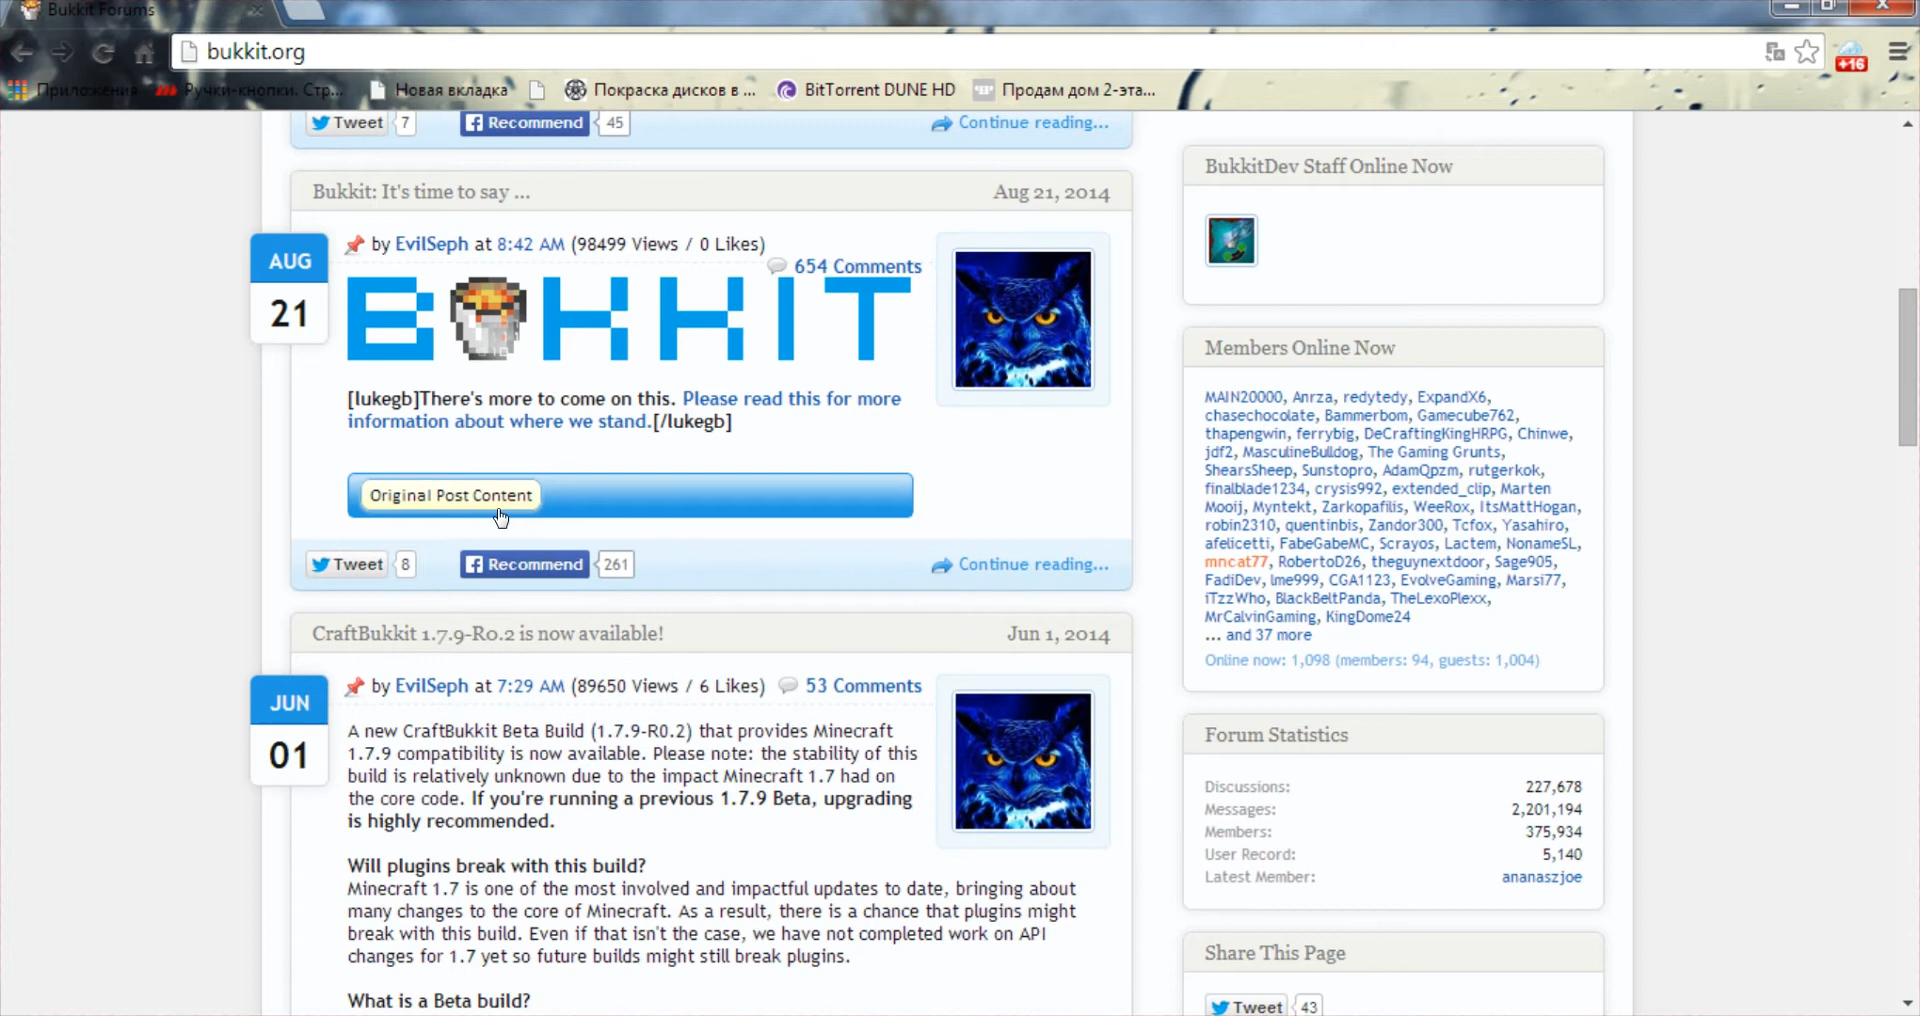 Bukkit Forums
bukkit.org
+16
Приложения
Ручки-кнопки. Стр...
Новая вкладка
Покраска дисков в ...
BitTorrent DUNE HD
Продам дом 2-эта...
Tweet 7
Recommend 45
Continue reading...
Bukkit: It's time to say ...
Aug 21, 2014
AUG
21
by EvilSeph at 8:42 AM (98499 Views / 0 Likes)
654 Comments
B KKIT
[lukegb]There's more to come on this. Please read this for more
information about where we stand.[/lukegb]
Original Post Content
Tweet 8
Recommend 261
Continue reading...
CraftBukkit 1.7.9-R0.2 is now available!
Jun 1, 2014
JUN
01
by EvilSeph at 7:29 AM (89650 Views / 6 Likes)
53 Comments
A new CraftBukkit Beta Build (1.7.9-R0.2) that provides Minecraft
1.7.9 compatibility is now available. Please note: the stability of this
build is relatively unknown due to the impact Minecraft 1.7 had on
the core code. If you're running a previous 1.7.9 Beta, upgrading
is highly recommended.
Will plugins break with this build?
Minecraft 1.7 is one of the most involved and impactful updates to date, bringing about
many changes to the core of Minecraft. As a result, there is a chance that plugins might
break with this build. Even if that isn't the case, we have not completed work on API
changes for 1.7 yet so future builds might still break plugins.
What is a Beta build?
BukkitDev Staff Online Now
Members Online Now
MAIN20000, Anrza, redytedy, ExpandX6,
chasechocolate, Bammerbom, Gamecube762,
thapengwin, ferrybig, DeCraftingKingHRPG, Chinwe,
jdf2, MasculineBulldog, The Gaming Grunts,
ShearsSheep, Sunstopro, AdamQpzm, rutgerkok,
finalblade1234, crysis992, extended_clip, Marten
Mooij, Myntekt, Zarkopafilis, WeeRox, ItsMattHogan,
robin2310, quentinbis, Zandor300, Tcfox, Yasahiro,
afelicetti, FabeGabeMC, Scrayos, Lactem, NonameSL,
mncat77, RobertoD26, theguynextdoor, Sage905,
FadiDev, lme999, CGA1123, EvolveGaming, Marsi77,
iTzzWho, BlackBeltPanda, TheLexoPlexx,
MrCalvinGaming, KingDome24
... and 37 more
Online now: 1,098 (members: 94, guests: 1,004)
Forum Statistics
Discussions: 227,678
Messages: 2,201,194
Members: 375,934
User Record: 5,140
Latest Member: ananaszjoe
Share This Page
Tweet 43